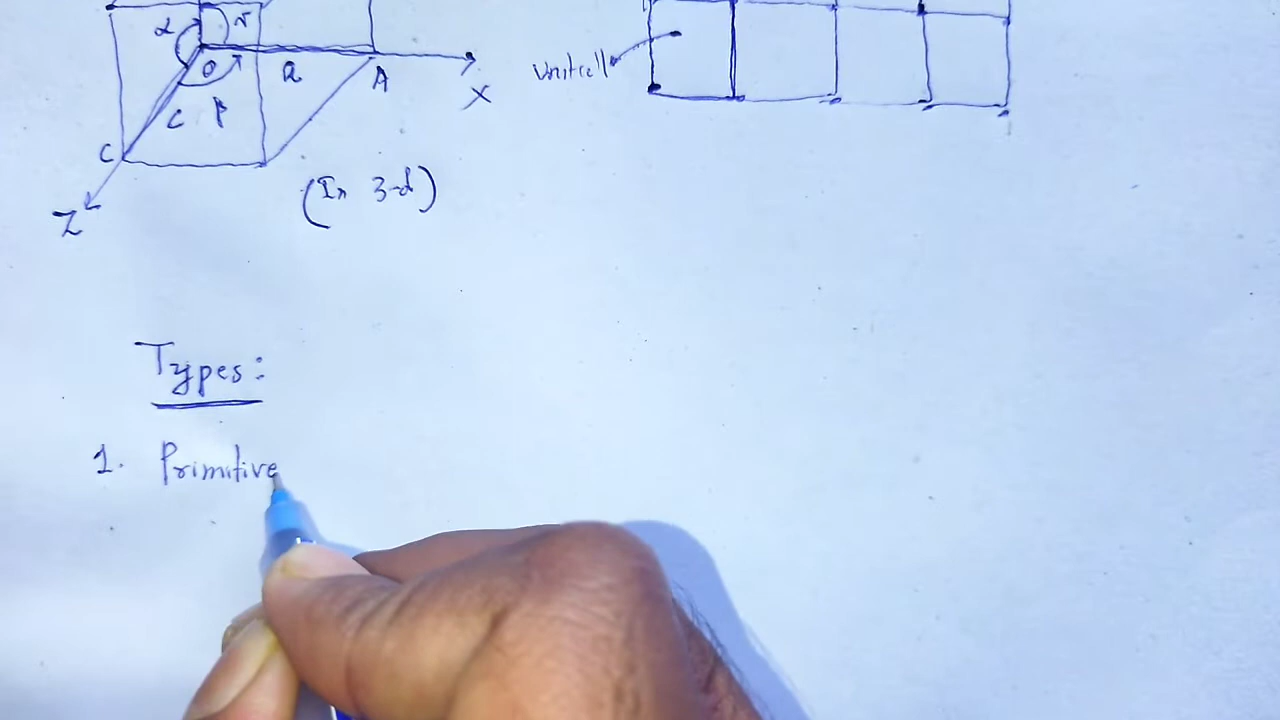 α γ
O a A
X
Unitcell
c β
C
Z
(In 3-d)
Types:
1. Primitive